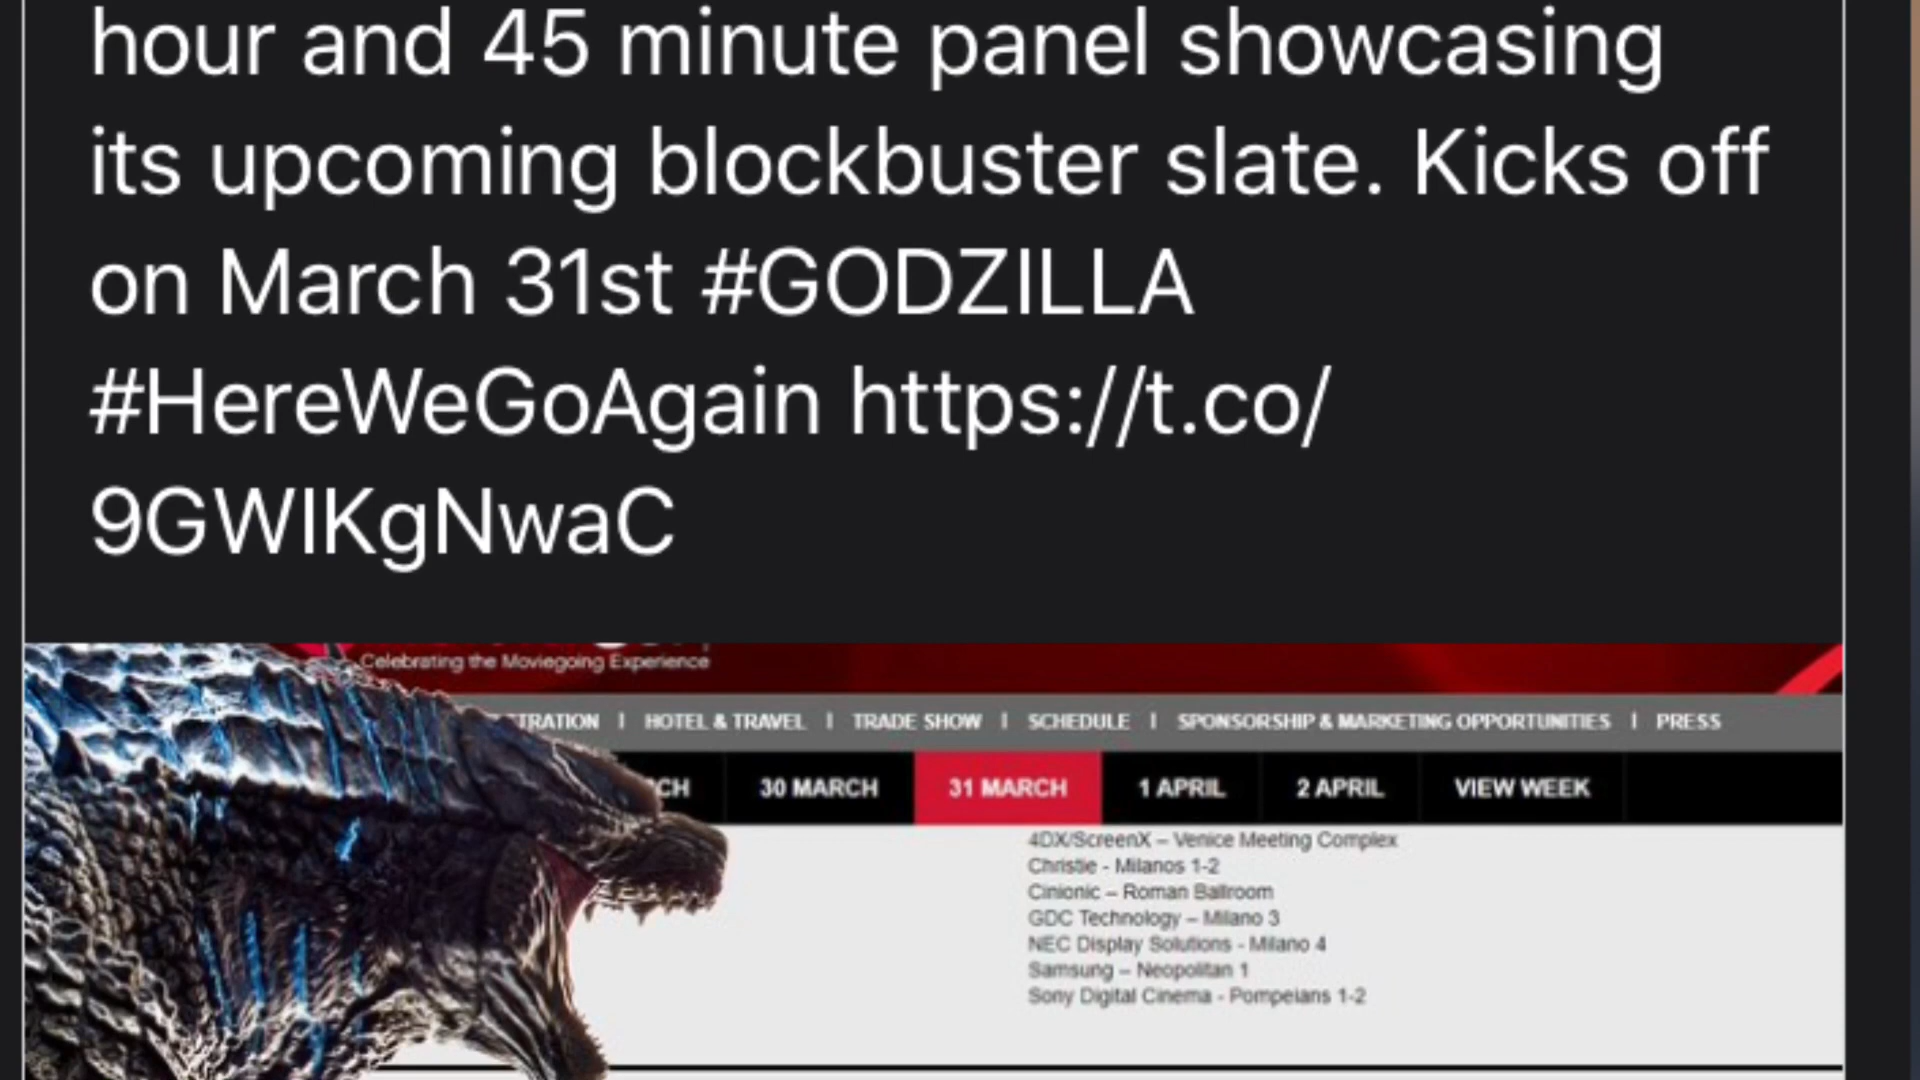 hour and 45 minute panel showcasing
its upcoming blockbuster slate. Kicks off
on March 31st #GODZILLA
#HereWeGoAgain https://t.co/
9GWIKgNwaC
Celebrating the Moviegoing Experience
TRATION | HOTEL & TRAVEL | TRADE SHOW | SCHEDULE | SPONSORSHIP & MARKETING OPPORTUNITIES | PRESS
CH 30 MARCH 31 MARCH 1 APRIL 2 APRIL VIEW WEEK
4DX/ScreenX – Venice Meeting Complex
Christie - Milanos 1-2
Cinionic – Roman Ballroom
GDC Technology – Milano 3
NEC Display Solutions - Milano 4
Samsung – Neopolitan 1
Sony Digital Cinema - Pompeians 1-2